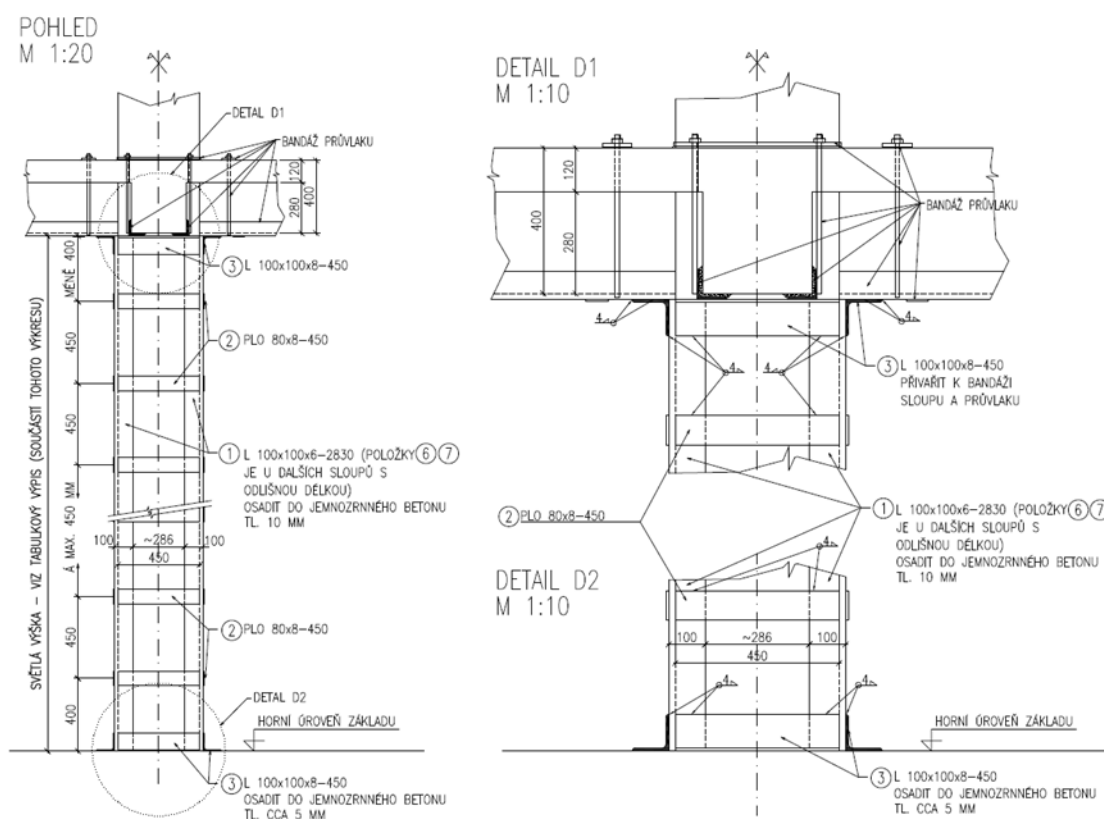 POHLED
M 1:20
DETAL D1
BANDÁŽ PRŮVLAKU
120
280
400
MÉNĚ 400
3 L 100x100x8-450
450
2 PLO 80x8-450
450
1 L 100x100x6-2830 (POLOŽKY 6 7
JE U DALŠÍCH SLOUPŮ S
ODLIŠNOU DÉLKOU)
OSADIT DO JEMNOZRNNÉHO BETONU
TL. 10 MM
SVĚTLÁ VÝŠKA – VIZ TABULKOVÝ VÝPIS (SOUČÁSTÍ TOHOTO VÝKRESU)
Á MAX. 450 MM
100 ~286 100
450
2 PLO 80x8-450
450
400
DETAL D2
HORNÍ ÚROVEŇ ZÁKLADU
3 L 100x100x8-450
OSADIT DO JEMNOZRNNÉHO BETONU
TL. CCA 5 MM
DETAIL D1
M 1:10
120
400
280
BANDÁŽ PRŮVLAKU
4 4
4 4
3 L 100x100x8-450
PŘIVAŘIT K BANDÁŽI
SLOUPU A PRŮVLAKU
2 PLO 80x8-450
1 L 100x100x6-2830 (POLOŽKY 6 7
JE U DALŠÍCH SLOUPŮ S
ODLIŠNOU DÉLKOU)
OSADIT DO JEMNOZRNNÉHO BETONU
TL. 10 MM
4
DETAIL D2
M 1:10
100 ~286 100
450
4 4
HORNÍ ÚROVEŇ ZÁKLADU
3 L 100x100x8-450
OSADIT DO JEMNOZRNNÉHO BETONU
TL. CCA 5 MM